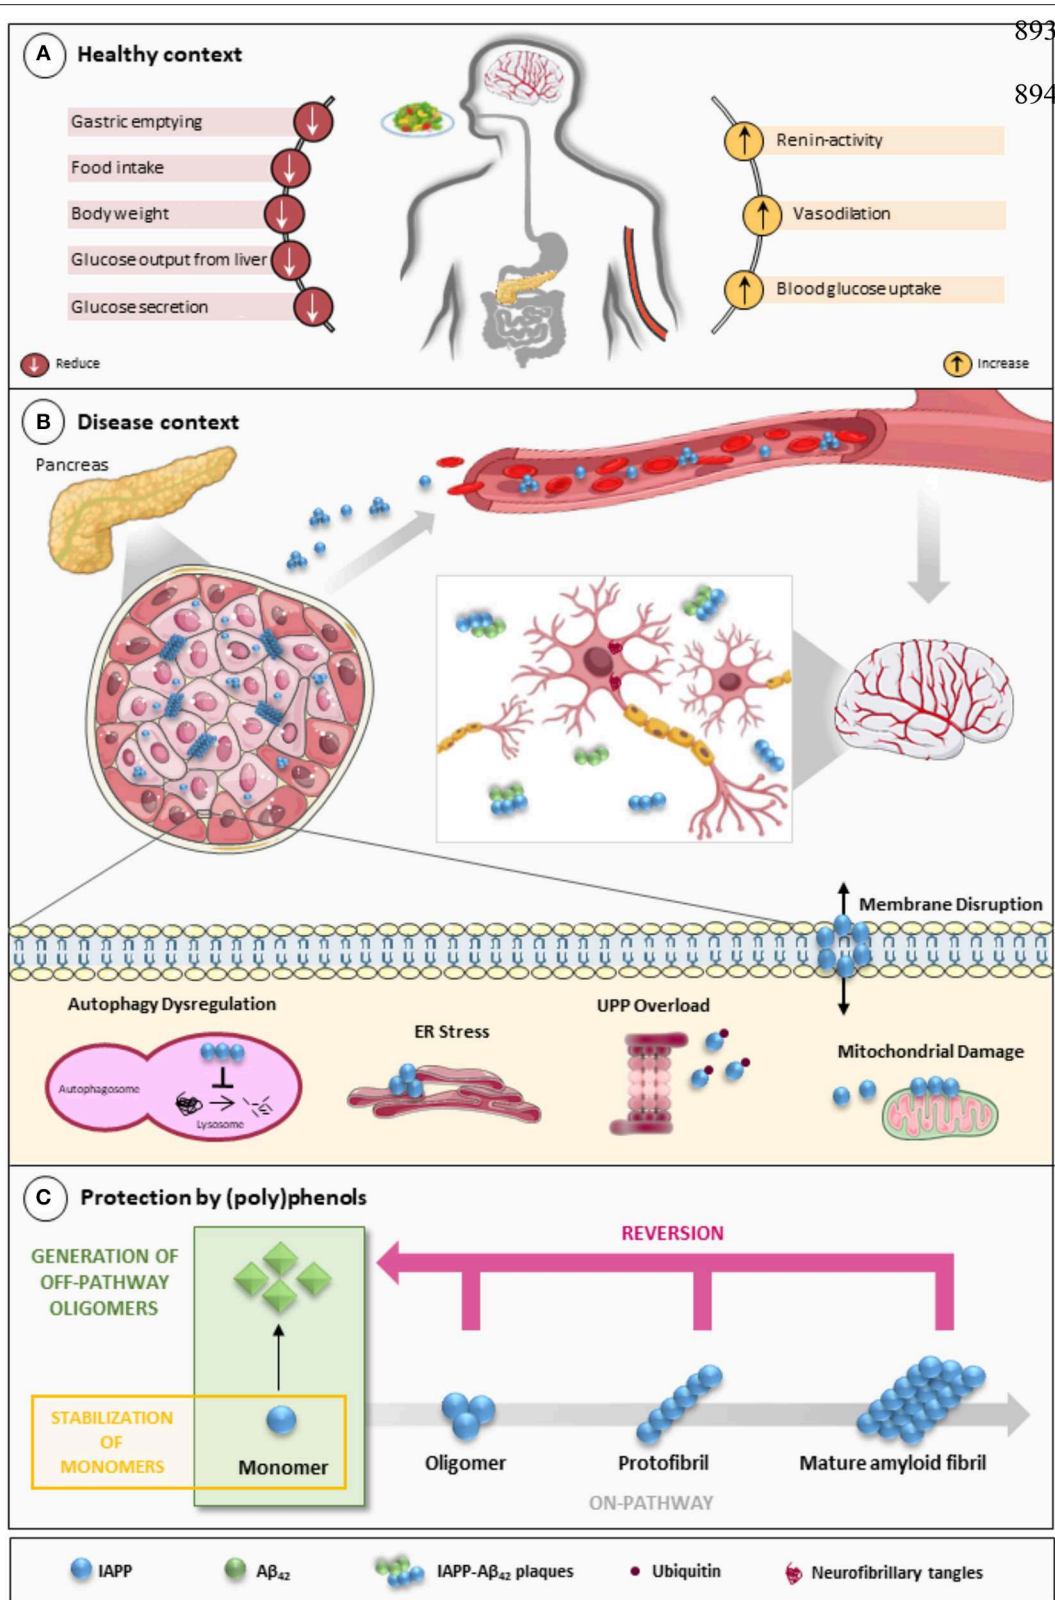 893
894
A Healthy context
Gastric emptying
Food intake
Body weight
Glucose output from liver
Glucose secretion
Reduce
Renin-activity
Vasodilation
Blood glucose uptake
Increase
B Disease context
Pancreas
Membrane Disruption
Autophagy Dysregulation
Autophagosome
Lysosome
ER Stress
UPP Overload
Mitochondrial Damage
C Protection by (poly)phenols
GENERATION OF
OFF-PATHWAY
OLIGOMERS
REVERSION
STABILIZATION
OF
MONOMERS
Monomer
Oligomer
Protofibril
Mature amyloid fibril
ON-PATHWAY
IAPP
Aβ₄₂
IAPP-Aβ₄₂ plaques
Ubiquitin
Neurofibrillary tangles